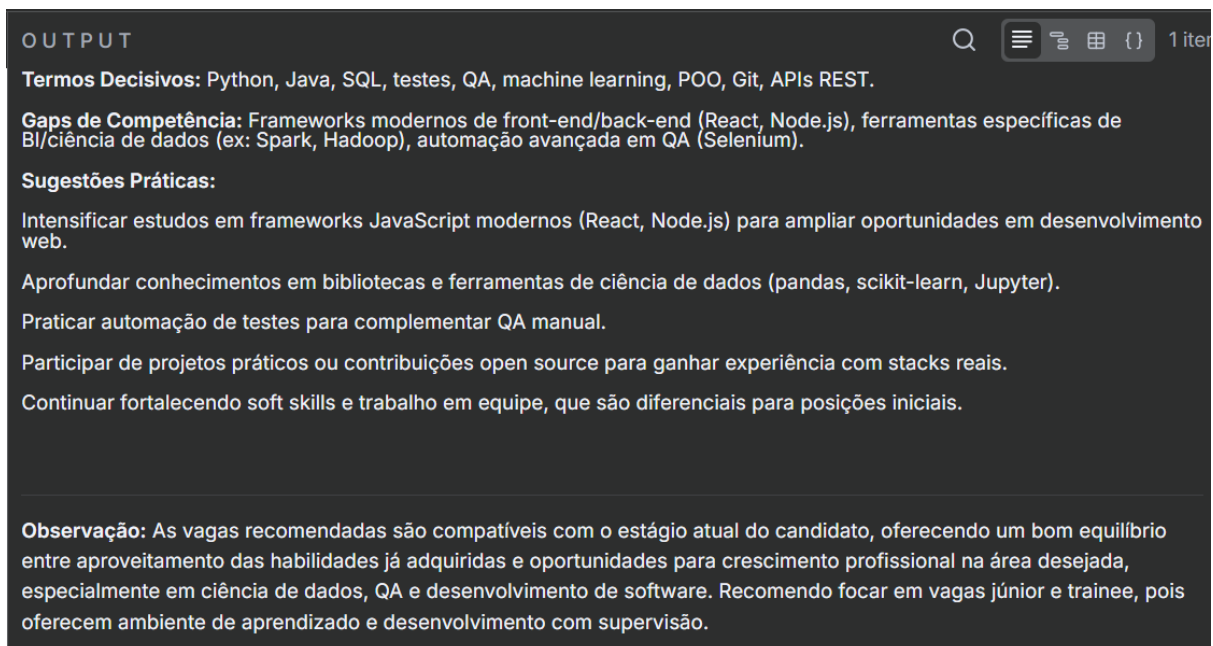 OUTPUT
1 iter
Termos Decisivos: Python, Java, SQL, testes, QA, machine learning, POO, Git, APIs REST.
Gaps de Competência: Frameworks modernos de front-end/back-end (React, Node.js), ferramentas específicas de
BI/ciência de dados (ex: Spark, Hadoop), automação avançada em QA (Selenium).
Sugestões Práticas:
Intensificar estudos em frameworks JavaScript modernos (React, Node.js) para ampliar oportunidades em desenvolvimento
web.
Aprofundar conhecimentos em bibliotecas e ferramentas de ciência de dados (pandas, scikit-learn, Jupyter).
Praticar automação de testes para complementar QA manual.
Participar de projetos práticos ou contribuições open source para ganhar experiência com stacks reais.
Continuar fortalecendo soft skills e trabalho em equipe, que são diferenciais para posições iniciais.
Observação: As vagas recomendadas são compatíveis com o estágio atual do candidato, oferecendo um bom equilíbrio
entre aproveitamento das habilidades já adquiridas e oportunidades para crescimento profissional na área desejada,
especialmente em ciência de dados, QA e desenvolvimento de software. Recomendo focar em vagas júnior e trainee, pois
oferecem ambiente de aprendizado e desenvolvimento com supervisão.